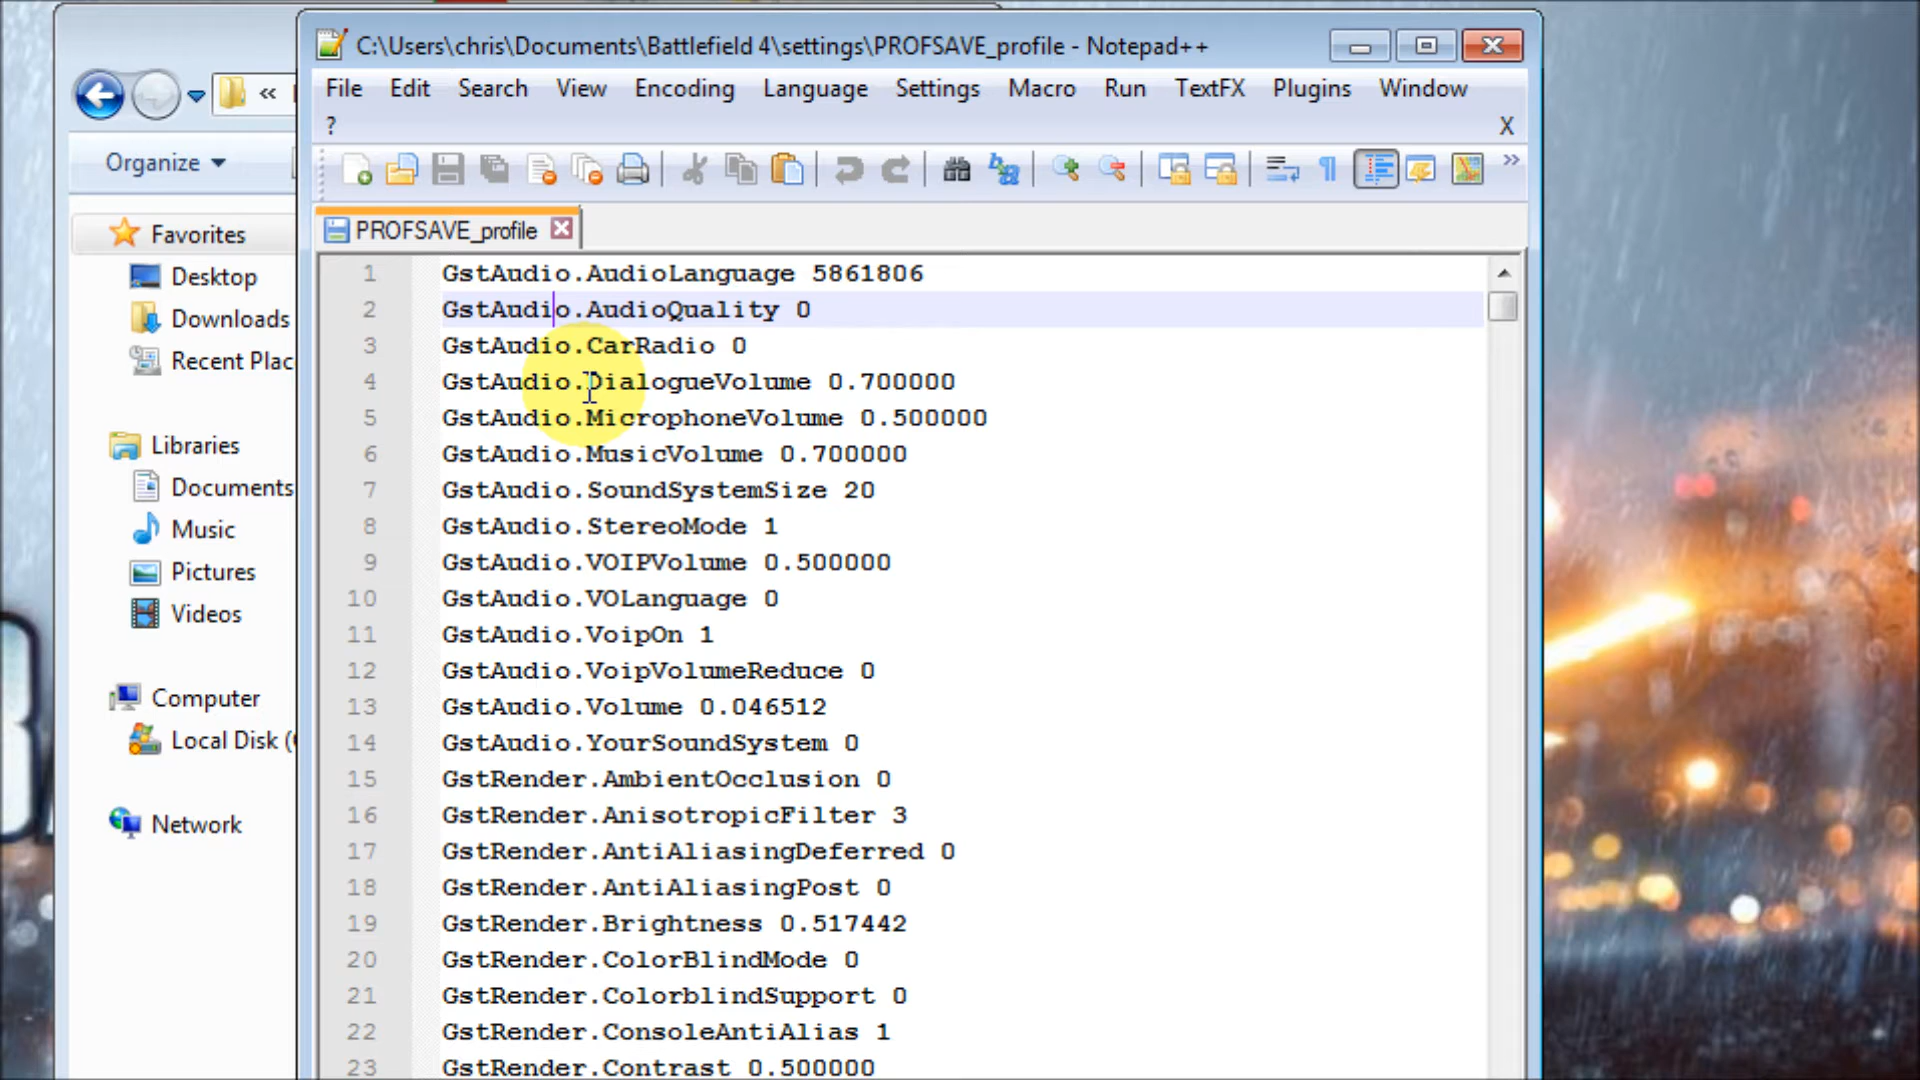 C:\Users\chris\Documents\Battlefield 4\settings\PROFSAVE_profile - Notepad++
File Edit Search View Encoding Language Settings Macro Run TextFX Plugins Window
? X
«
Organize
PROFSAVE_profile
Favorites
Desktop
Downloads
Recent Plac
Libraries
Documents
Music
Pictures
Videos
Computer
Local Disk (
Network
1 GstAudio.AudioLanguage 5861806
2 GstAudio.AudioQuality 0
3 GstAudio.CarRadio 0
4 GstAudio.DialogueVolume 0.700000
5 GstAudio.MicrophoneVolume 0.500000
6 GstAudio.MusicVolume 0.700000
7 GstAudio.SoundSystemSize 20
8 GstAudio.StereoMode 1
9 GstAudio.VOIPVolume 0.500000
10 GstAudio.VOLanguage 0
11 GstAudio.VoipOn 1
12 GstAudio.VoipVolumeReduce 0
13 GstAudio.Volume 0.046512
14 GstAudio.YourSoundSystem 0
15 GstRender.AmbientOcclusion 0
16 GstRender.AnisotropicFilter 3
17 GstRender.AntiAliasingDeferred 0
18 GstRender.AntiAliasingPost 0
19 GstRender.Brightness 0.517442
20 GstRender.ColorBlindMode 0
21 GstRender.ColorblindSupport 0
22 GstRender.ConsoleAntiAlias 1
23 GstRender.Contrast 0.500000